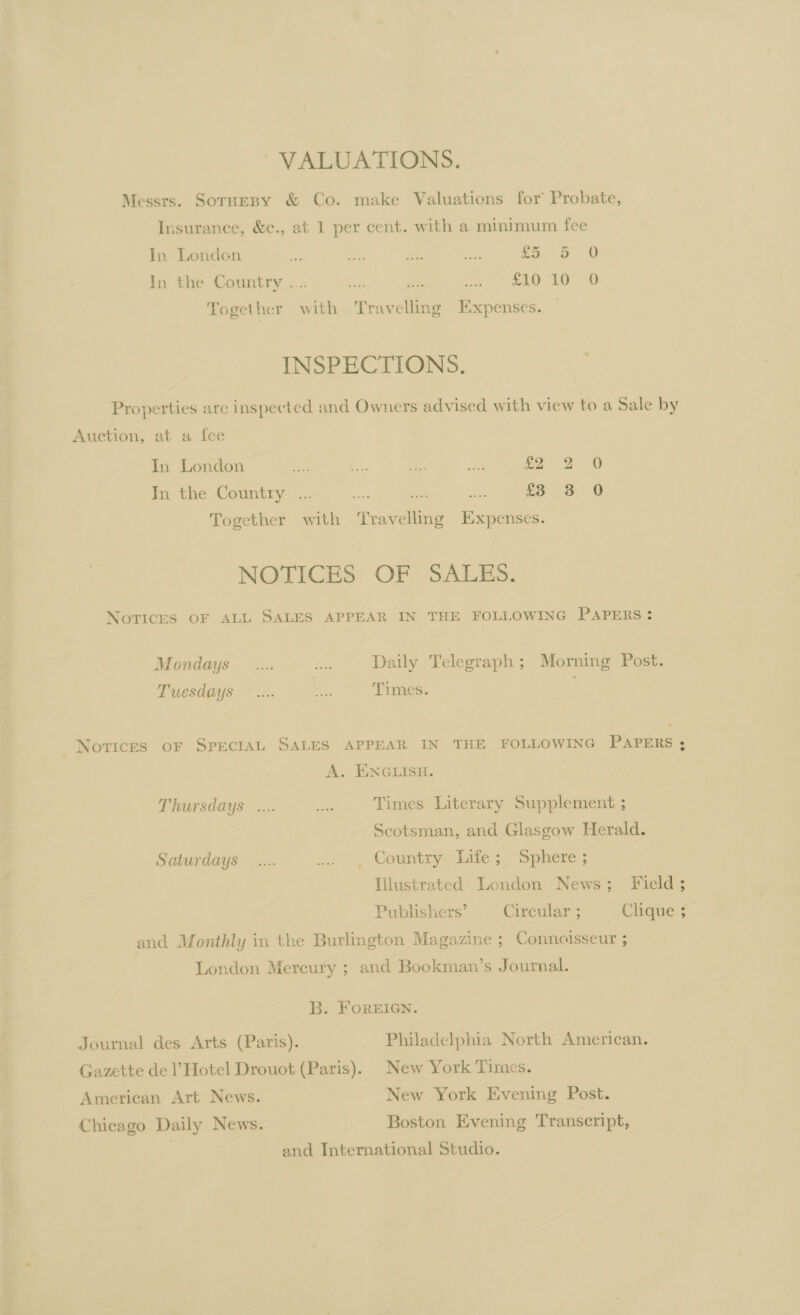 VALUATIONS.
Messrs. SOTHEBY & Co. make Valuations for Probate,
Insurance, &c., at 1 per cent. with a minimum fee
In London .... .... .... .... £5 5 0
In the Country ... .... .... .... £10 10 0
Together with Travelling Expenses.
INSPECTIONS.
Properties are inspected and Owners advised with view to a Sale by
Auction, at a fee
In London .... .... .... .... £2 2 0
In the Country ... .... .... .... £3 3 0
Together with Travelling Expenses.
NOTICES OF SALES.
NOTICES OF ALL SALES APPEAR IN THE FOLLOWING PAPERS :
Mondays .... .... Daily Telegraph ; Morning Post.
Tuesdays .... .... Times.
NOTICES OF SPECIAL SALES APPEAR IN THE FOLLOWING PAPERS ;
A. ENGLISH.
Thursdays .... .... Times Literary Supplement ;
Scotsman, and Glasgow Herald.
Saturdays .... .... Country Life ; Sphere ;
Illustrated London News ; Field ;
Publishers' Circular ; Clique ;
and Monthly in the Burlington Magazine ; Connoisseur ;
London Mercury ; and Bookman's Journal.
B. FOREIGN.
Journal des Arts (Paris). Philadelphia North American.
Gazette de l'Hotel Drouot (Paris). New York Times.
American Art News. New York Evening Post.
Chicago Daily News. Boston Evening Transcript,
and International Studio.